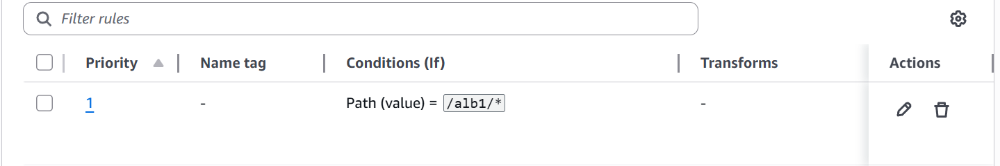 Filter rules
Priority Name tag Conditions (If) Transforms Actions
1 - Path (value) = /alb1/* -